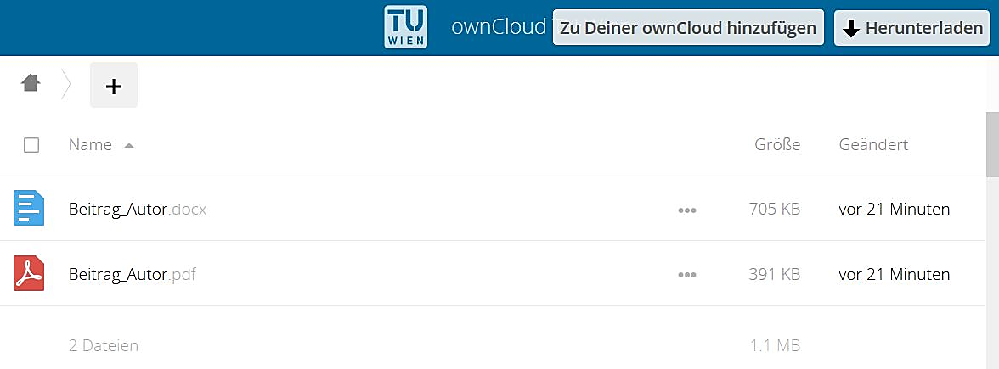 TU
WIEN
ownCloud
Zu Deiner ownCloud hinzufügen
Herunterladen
Name
Größe
Geändert
Beitrag_Autor.docx
705 KB
vor 21 Minuten
Beitrag_Autor.pdf
391 KB
vor 21 Minuten
2 Dateien
1.1 MB